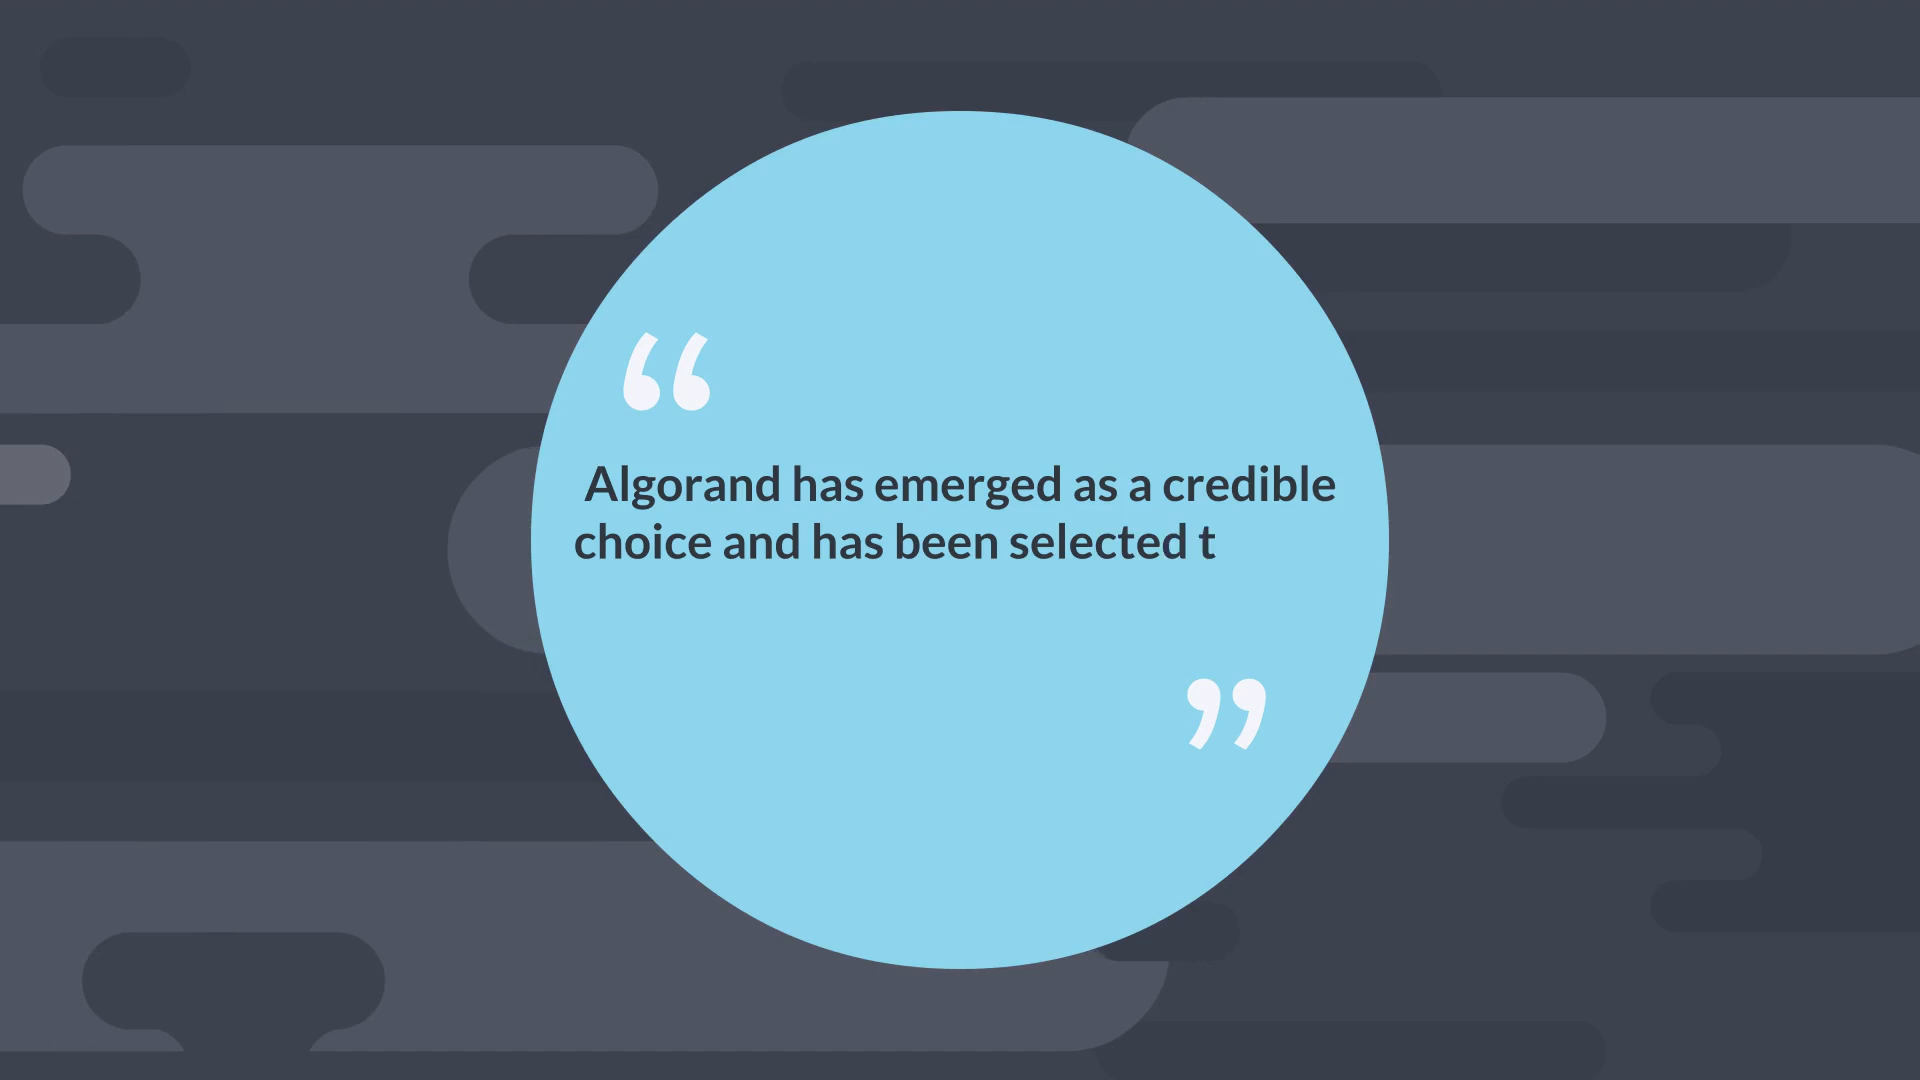 “
Algorand has emerged as a credible
choice and has been selected t
”